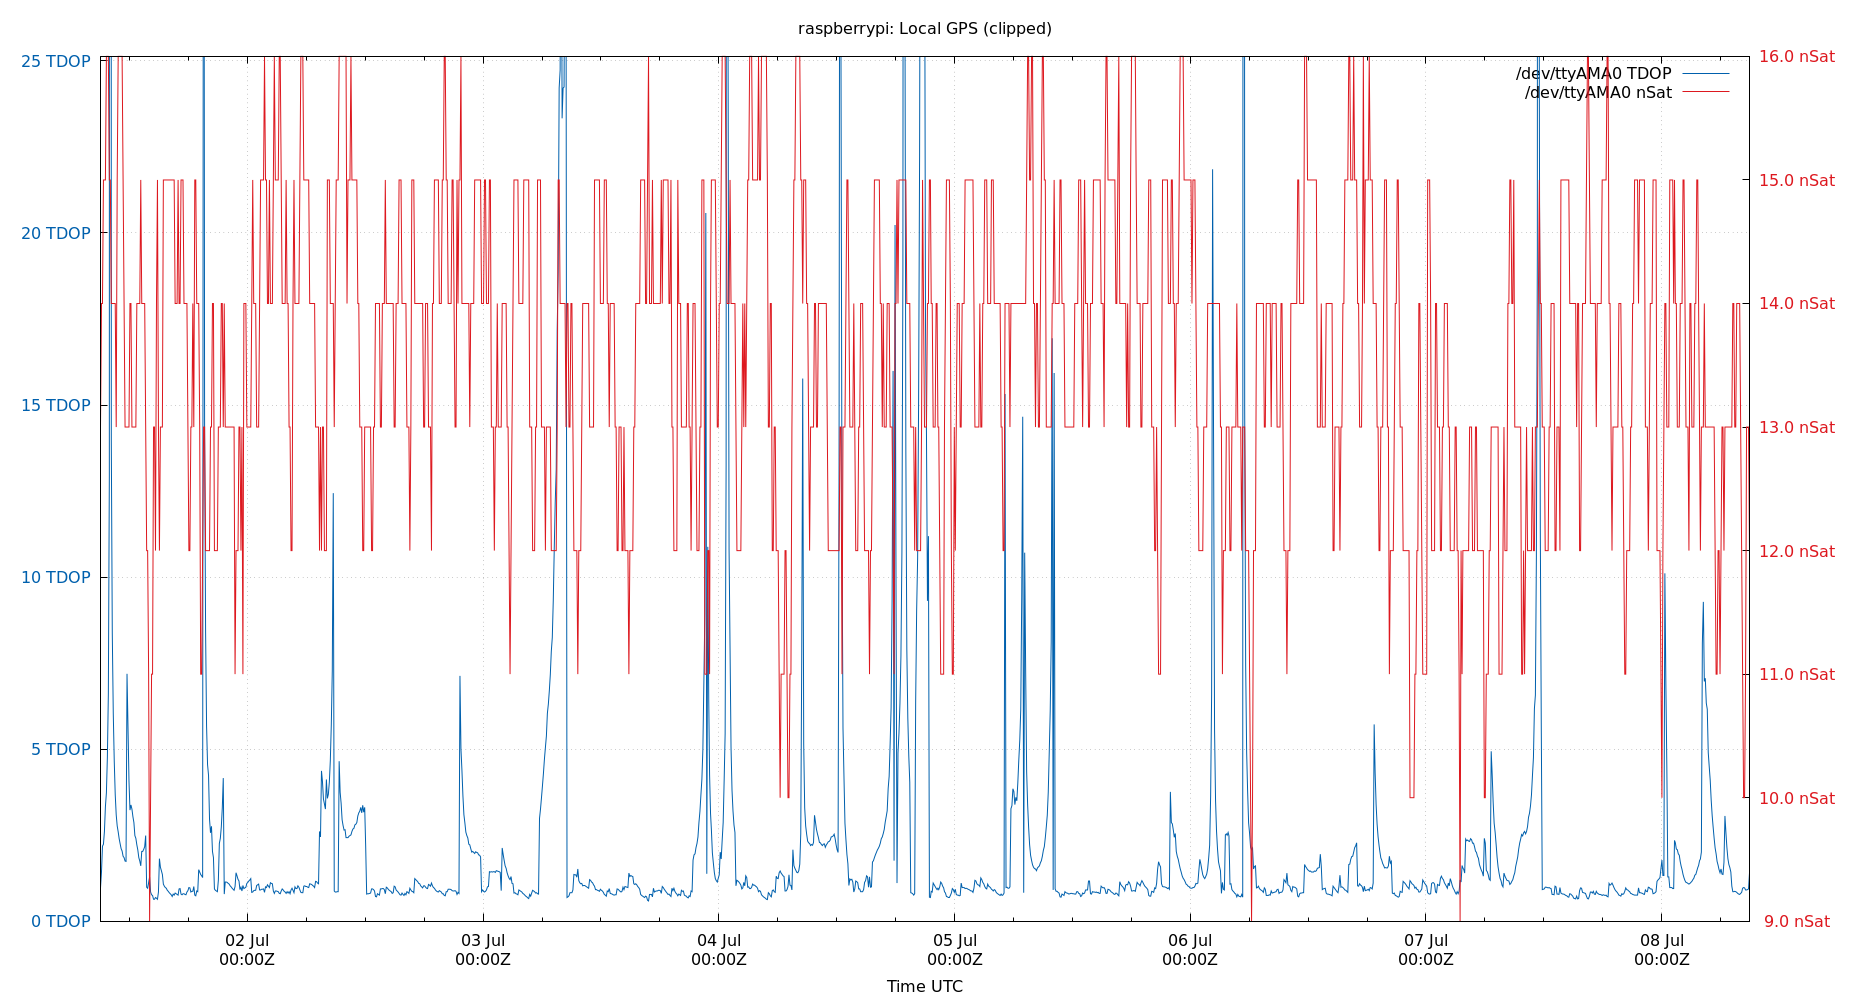 raspberrypi: Local GPS (clipped)
/dev/ttyAMA0 TDOP
/dev/ttyAMA0 nSat
25 TDOP
20 TDOP
15 TDOP
10 TDOP
5 TDOP
0 TDOP
16.0 nSat
15.0 nSat
14.0 nSat
13.0 nSat
12.0 nSat
11.0 nSat
10.0 nSat
9.0 nSat
02 Jul
00:00Z
03 Jul
00:00Z
04 Jul
00:00Z
05 Jul
00:00Z
06 Jul
00:00Z
07 Jul
00:00Z
08 Jul
00:00Z
Time UTC